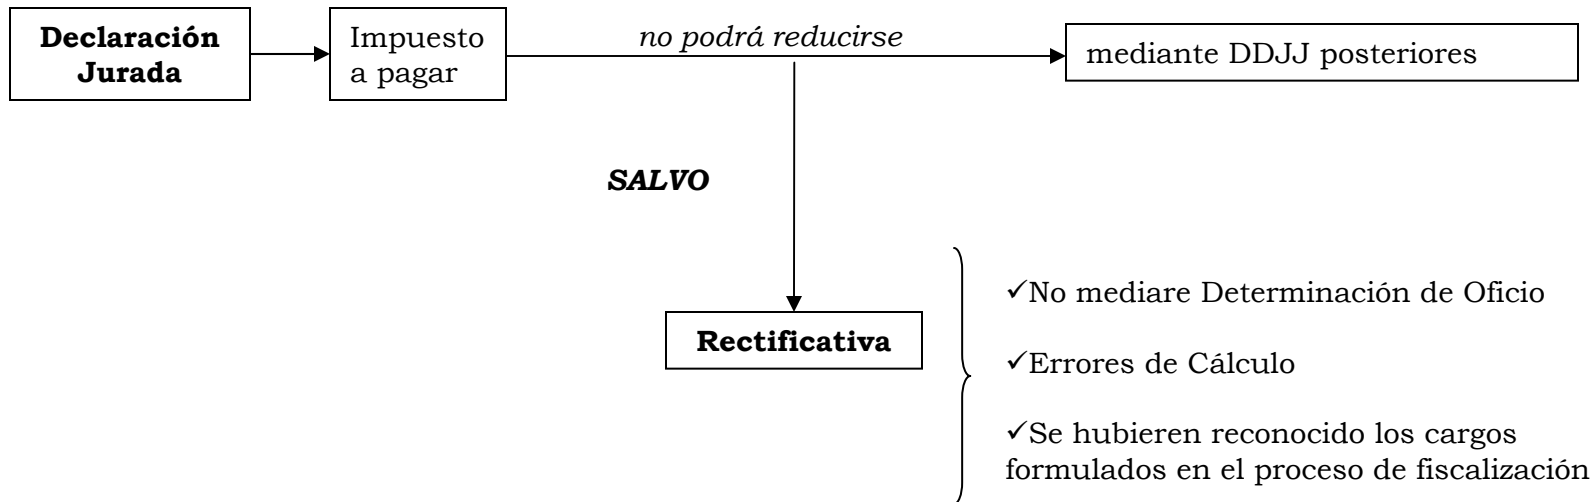 Declaración
Jurada
Impuesto
a pagar
no podrá reducirse
mediante DDJJ posteriores
SALVO
Rectificativa
✓No mediare Determinación de Oficio
✓Errores de Cálculo
✓Se hubieren reconocido los cargos
formulados en el proceso de fiscalización